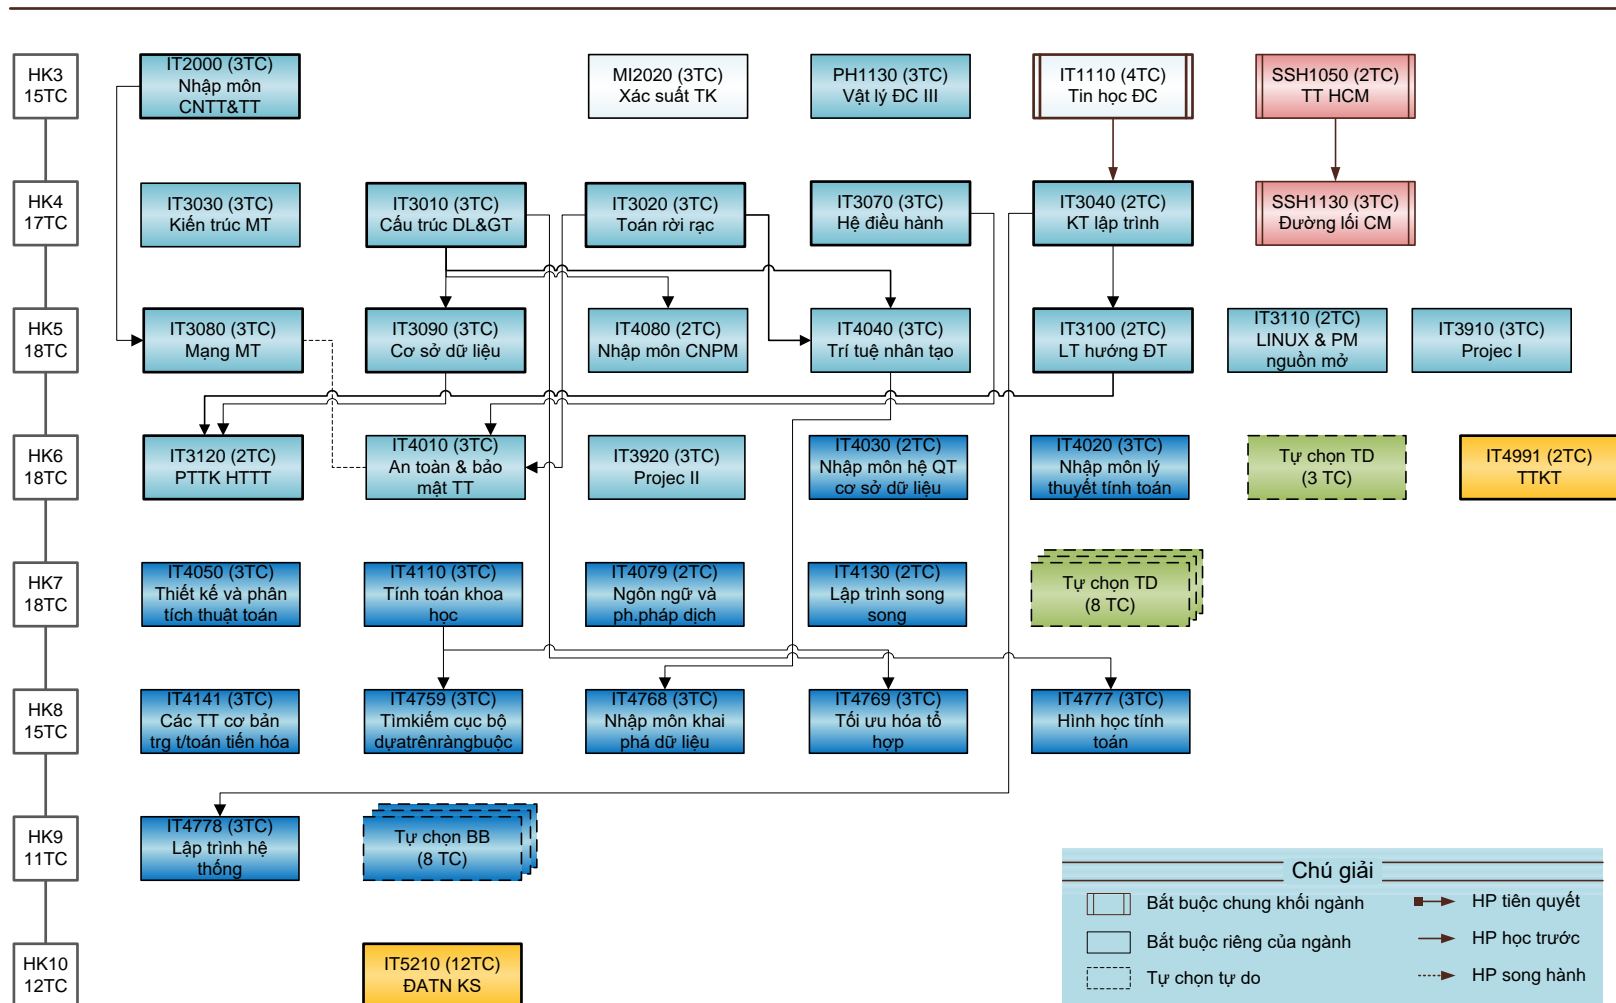 HK3
15TC
IT2000 (3TC)
Nhập môn
CNTT&TT
MI2020 (3TC)
Xác suất TK
PH1130 (3TC)
Vật lý ĐC III
IT1110 (4TC)
Tin học ĐC
SSH1050 (2TC)
TT HCM
HK4
17TC
IT3030 (3TC)
Kiến trúc MT
IT3010 (3TC)
Cấu trúc DL&GT
IT3020 (3TC)
Toán rời rạc
IT3070 (3TC)
Hệ điều hành
IT3040 (2TC)
KT lập trình
SSH1130 (3TC)
Đường lối CM
HK5
18TC
IT3080 (3TC)
Mạng MT
IT3090 (3TC)
Cơ sở dữ liệu
IT4080 (2TC)
Nhập môn CNPM
IT4040 (3TC)
Trí tuệ nhân tạo
IT3100 (2TC)
LT hướng ĐT
IT3110 (2TC)
LINUX & PM
nguồn mở
IT3910 (3TC)
Projec I
HK6
18TC
IT3120 (2TC)
PTTK HTTT
IT4010 (3TC)
An toàn & bảo
mật TT
IT3920 (3TC)
Projec II
IT4030 (2TC)
Nhập môn hệ QT
cơ sở dữ liệu
IT4020 (3TC)
Nhập môn lý
thuyết tính toán
Tự chọn TD
(3 TC)
IT4991 (2TC)
TTKT
HK7
18TC
IT4050 (3TC)
Thiết kế và phân
tích thuật toán
IT4110 (3TC)
Tính toán khoa
học
IT4079 (2TC)
Ngôn ngữ và
ph.pháp dịch
IT4130 (2TC)
Lập trình song
song
Tự chọn TD
(8 TC)
HK8
15TC
IT4141 (3TC)
Các TT cơ bản
trg t/toán tiến hóa
IT4759 (3TC)
Tìmkiếm cục bộ
dựatrênràngbuộc
IT4768 (3TC)
Nhập môn khai
phá dữ liệu
IT4769 (3TC)
Tối ưu hóa tổ
hợp
IT4777 (3TC)
Hình học tính
toán
HK9
11TC
IT4778 (3TC)
Lập trình hệ
thống
Tự chọn BB
(8 TC)
HK10
12TC
IT5210 (12TC)
ĐATN KS
Chú giải
Bắt buộc chung khối ngành
HP tiên quyết
Bắt buộc riêng của ngành
HP học trước
Tự chọn tự do
HP song hành